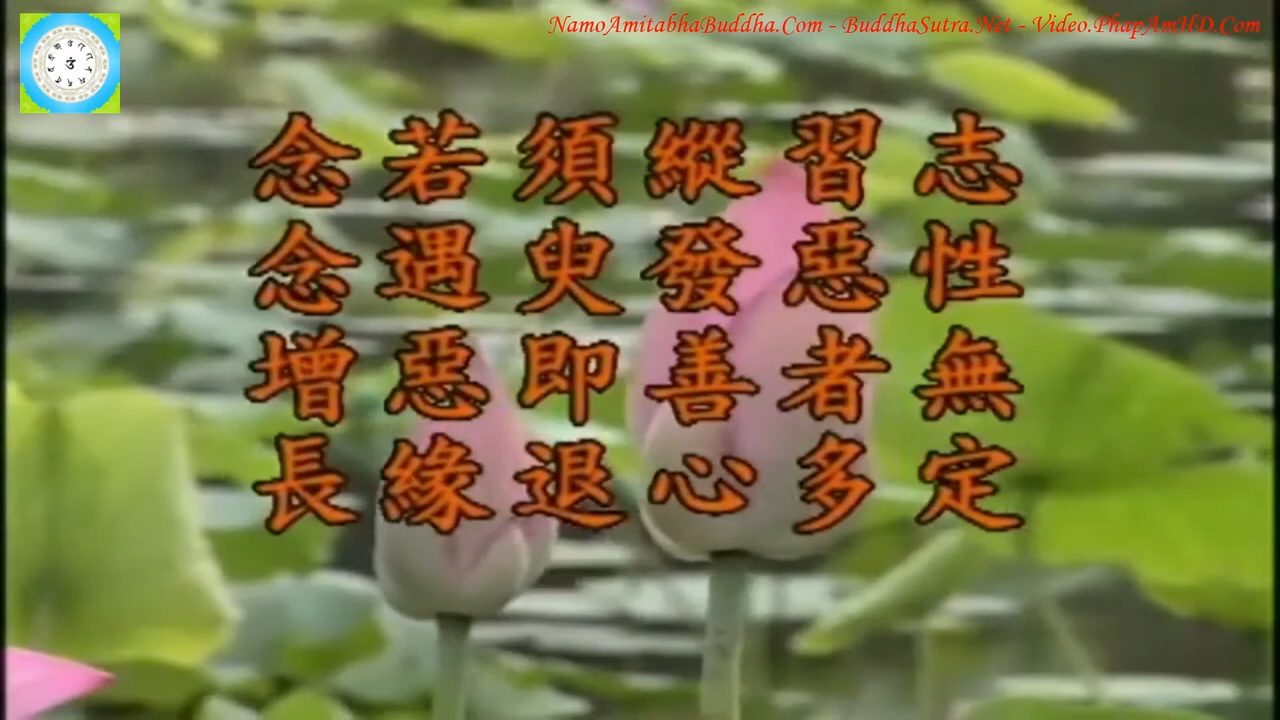 NamoAmitabhaBuddha.Com - BuddhaSutra.Net - Video.PhapAmHD.Com
志性無定
習惡者多
縱發善心
須臾即退
若遇惡緣
念念增長